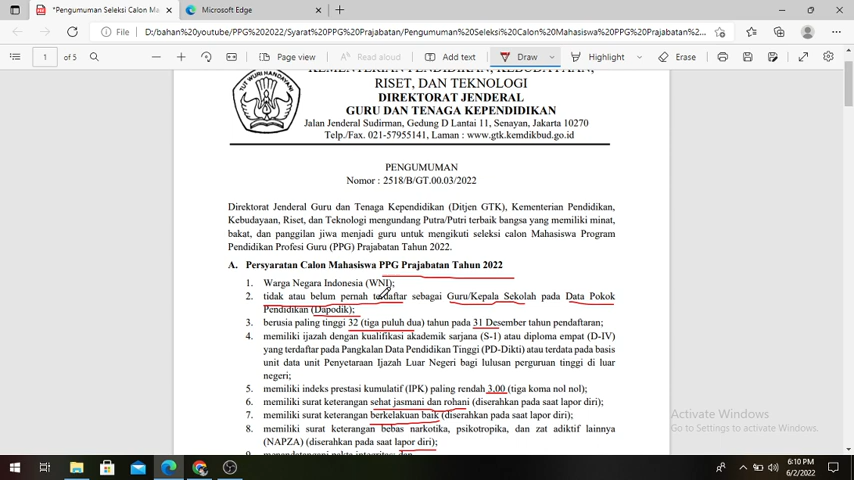 *Pengumuman Seleksi Calon Ma
Microsoft Edge
File
D:/bahan%20youtube/PPG%202022/Syarat%20PPG%20Prajabatan/Pengumuman%20Seleksi%20Calon%20Mahasiswa%20PPG%20Prajabatan/P...
1
of 5
Page view
Read aloud
Add text
Draw
Highlight
Erase
TUT WURI HANDAYANI
KEMENTERIAN PENDIDIKAN, KEBUDAYAAN,
RISET, DAN TEKNOLOGI
DIREKTORAT JENDERAL
GURU DAN TENAGA KEPENDIDIKAN
Jalan Jenderal Sudirman, Gedung D Lantai 11, Senayan, Jakarta 10270
Telp./Fax. 021-57955141, Laman : www.gtk.kemdikbud.go.id
PENGUMUMAN
Nomor : 2518/B/GT.00.03/2022
Direktorat Jenderal Guru dan Tenaga Kependidikan (Ditjen GTK), Kementerian Pendidikan,
Kebudayaan, Riset, dan Teknologi mengundang Putra/Putri terbaik bangsa yang memiliki minat,
bakat, dan panggilan jiwa menjadi guru untuk mengikuti seleksi calon Mahasiswa Program
Pendidikan Profesi Guru (PPG) Prajabatan Tahun 2022.
A. Persyaratan Calon Mahasiswa PPG Prajabatan Tahun 2022
1. Warga Negara Indonesia (WNI);
2. tidak atau belum pernah terdaftar sebagai Guru/Kepala Sekolah pada Data Pokok
Pendidikan (Dapodik);
3. berusia paling tinggi 32 (tiga puluh dua) tahun pada 31 Desember tahun pendaftaran;
4. memiliki ijazah dengan kualifikasi akademik sarjana (S-1) atau diploma empat (D-IV)
yang terdaftar pada Pangkalan Data Pendidikan Tinggi (PD-Dikti) atau terdata pada basis
unit data unit Penyetaraan Ijazah Luar Negeri bagi lulusan perguruan tinggi di luar
negeri;
5. memiliki indeks prestasi kumulatif (IPK) paling rendah 3,00 (tiga koma nol nol);
6. memiliki surat keterangan sehat jasmani dan rohani (diserahkan pada saat lapor diri);
7. memiliki surat keterangan berkelakuan baik (diserahkan pada saat lapor diri);
8. memiliki surat keterangan bebas narkotika, psikotropika, dan zat adiktif lainnya
(NAPZA) (diserahkan pada saat lapor diri);
9. menandatangani pakta integritas; dan
Activate Windows
Go to Settings to activate Windows.
6:10 PM
6/2/2022